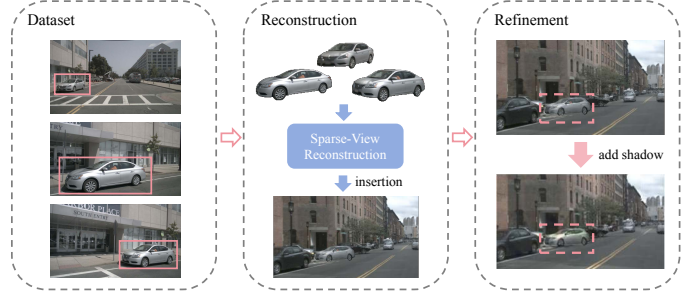 Dataset
Reconstruction
Sparse-View
Reconstruction
insertion
Refinement
add shadow